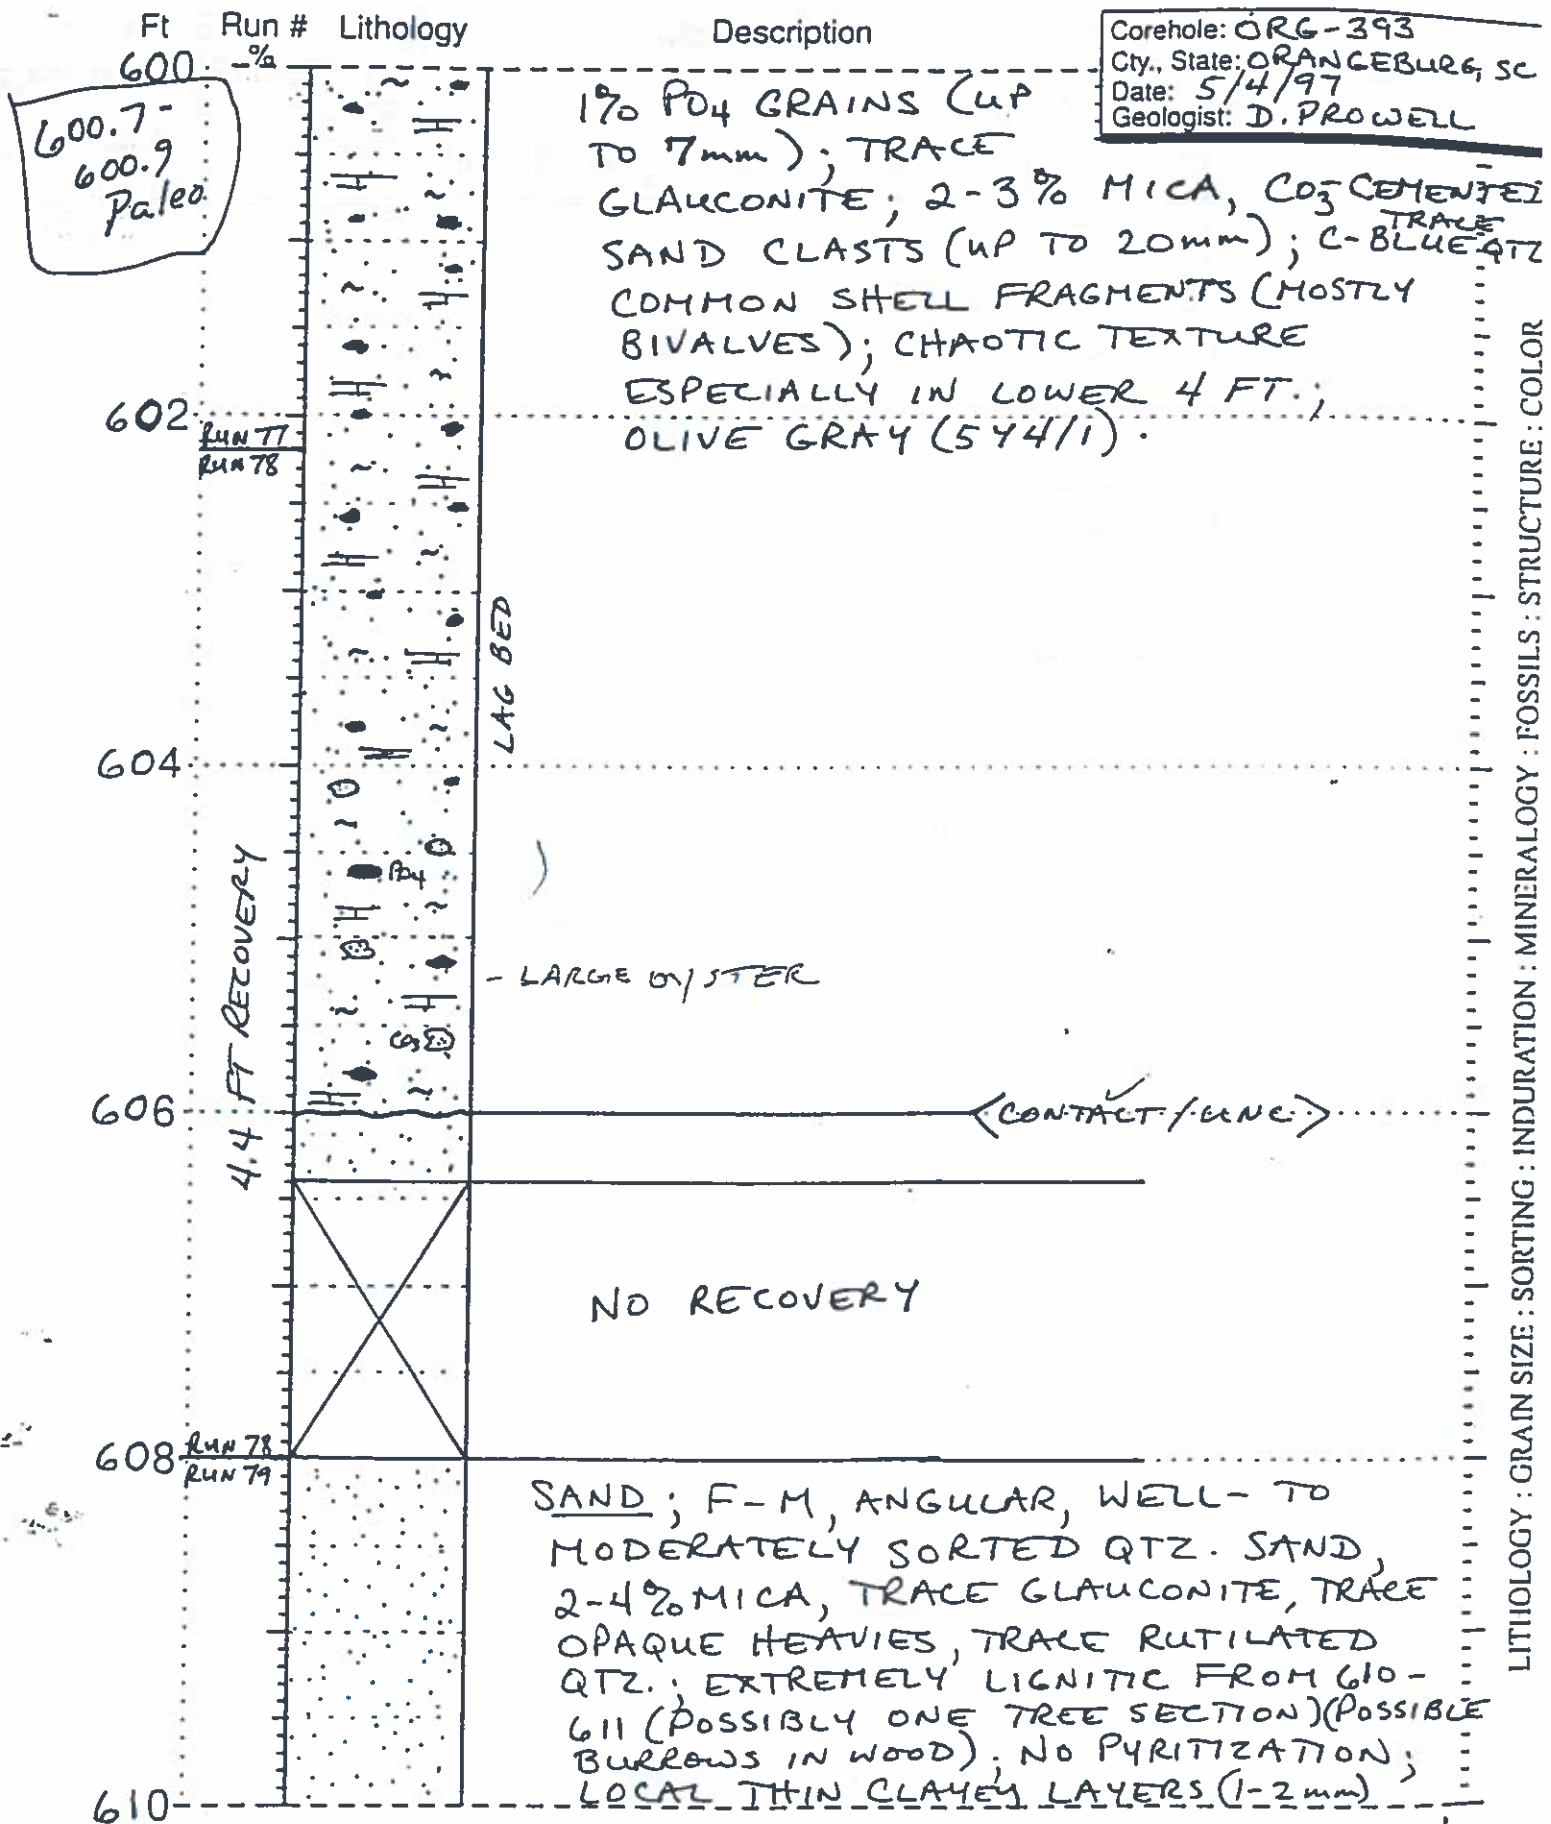 Ft Run # Lithology Description
%
Corehole: ORG-393
Cty., State: ORANGEBURG, SC
Date: 5/4/97
Geologist: D. PROWELL
600
600.7-
600.9
Paleo
1% PO4 GRAINS (UP
TO 7mm); TRACE
GLAUCONITE; 2-3% MICA, CO3 CEMENTED
SAND CLASTS (UP TO 20mm); TRACE C-BLUE QTZ
COMMON SHELL FRAGMENTS (MOSTLY
BIVALVES); CHAOTIC TEXTURE
ESPECIALLY IN LOWER 4 FT.;
OLIVE GRAY (5Y4/1).
602
RUN 77
RUN 78
LAG BED
604
PO4
4.4 FT RECOVERY
- LARGE OYSTER
CO3
606
<CONTACT/UNC>
NO RECOVERY
608
RUN 78
RUN 79
SAND; F-M, ANGULAR, WELL- TO
MODERATELY SORTED QTZ. SAND,
2-4% MICA, TRACE GLAUCONITE, TRACE
OPAQUE HEAVIES, TRACE RUTILATED
QTZ.; EXTREMELY LIGNITIC FROM 610-
611 (POSSIBLY ONE TREE SECTION)(POSSIBLE
BURROWS IN WOOD). NO PYRITIZATION;
LOCAL THIN CLAYEY LAYERS (1-2mm)
610
LITHOLOGY : GRAIN SIZE : SORTING : INDURATION : MINERALOGY : FOSSILS : STRUCTURE : COLOR